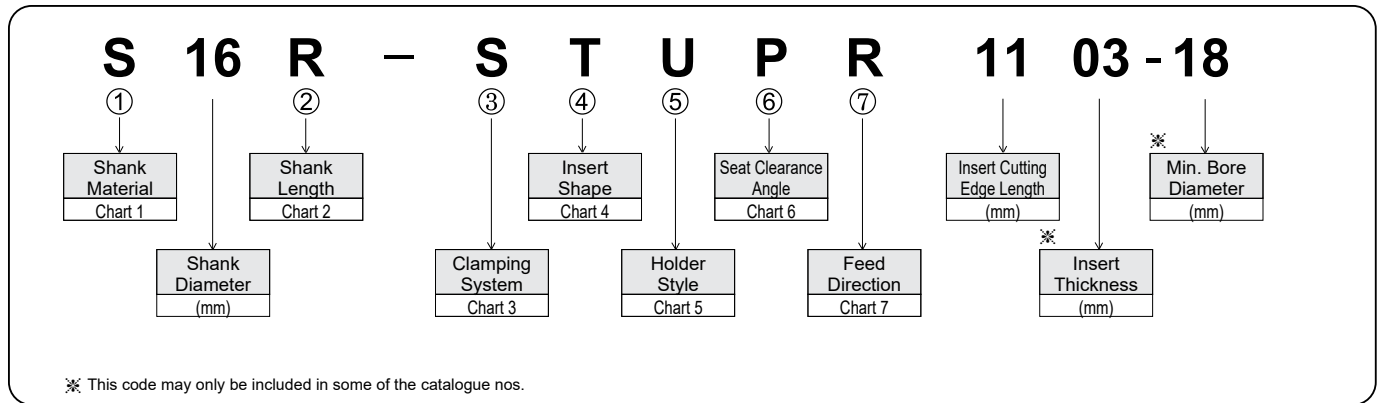 S 16 R – S T U P R 11 03 - 18
① ② ③ ④ ⑤ ⑥ ⑦
※
Shank
Material
Chart 1
Shank
Length
Chart 2
Insert
Shape
Chart 4
Seat Clearance
Angle
Chart 6
Insert Cutting
Edge Length
(mm)
Min. Bore
Diameter
(mm)
※
Shank
Diameter
(mm)
Clamping
System
Chart 3
Holder
Style
Chart 5
Feed
Direction
Chart 7
Insert
Thickness
(mm)
※ This code may only be included in some of the catalogue nos.